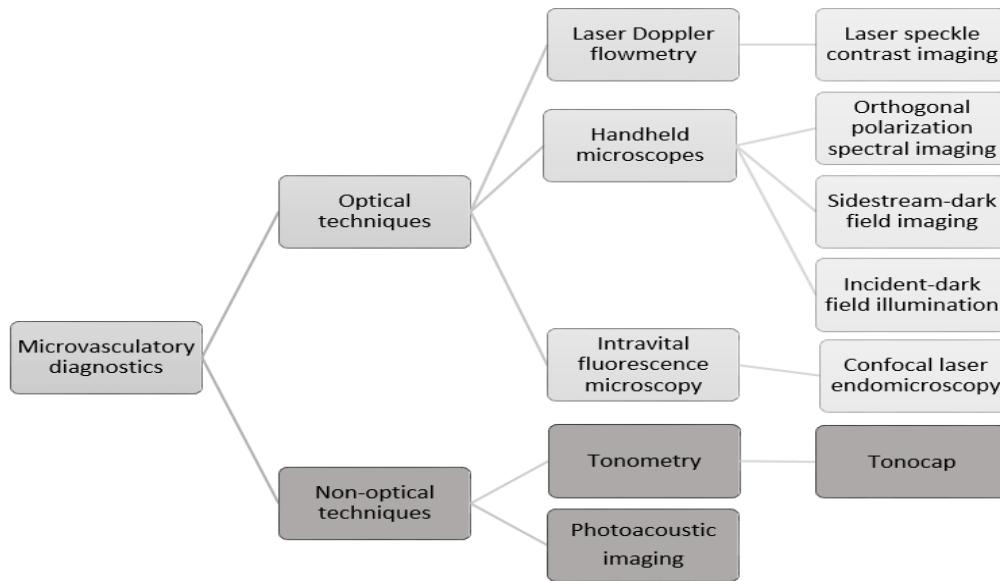 Laser Doppler
flowmetry
Laser speckle
contrast imaging
Handheld
microscopes
Orthogonal
polarization
spectral imaging
Optical
techniques
Sidestream-dark
field imaging
Incident-dark
field illumination
Microvasculatory
diagnostics
Intravital
fluorescence
microscopy
Confocal laser
endomicroscopy
Non-optical
techniques
Tonometry
Tonocap
Photoacoustic
imaging